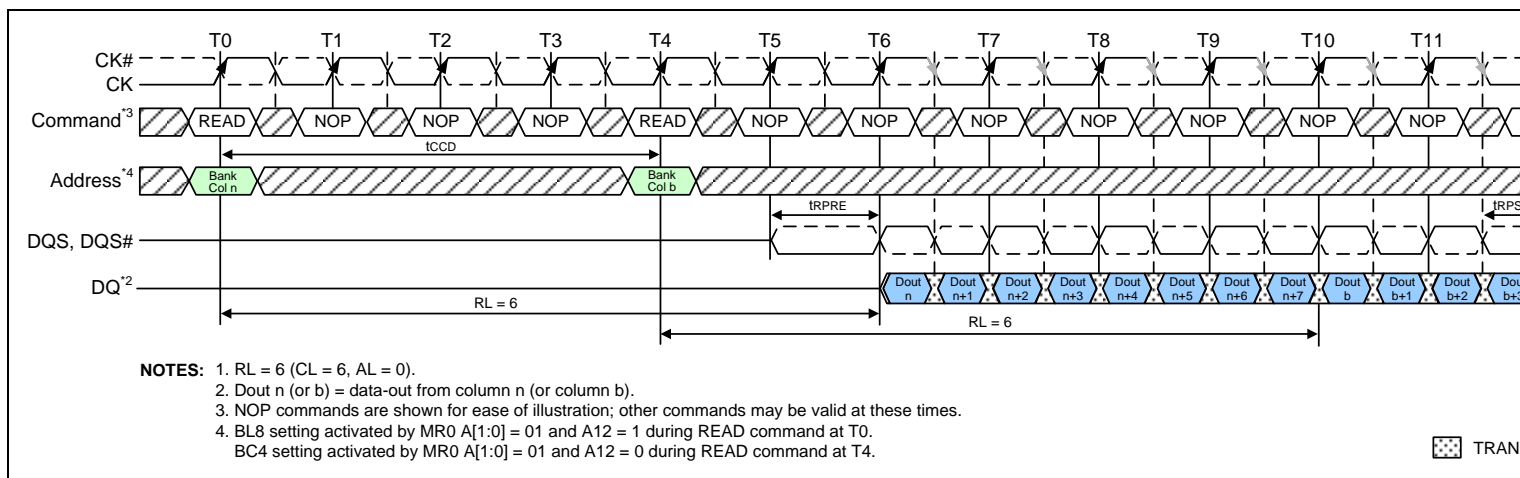 T0 T1 T2 T3 T4 T5 T6 T7 T8 T9 T10 T11
CK#
CK
Command*3 READ NOP NOP NOP READ NOP NOP NOP NOP NOP NOP NOP
tCCD
Address*4 Bank Col n Bank Col b
tRPRE tRPS
DQS, DQS#
DQ*2 Dout n Dout n+1 Dout n+2 Dout n+3 Dout n+4 Dout n+5 Dout n+6 Dout n+7 Dout b Dout b+1 Dout b+2 Dout b+3
RL = 6
RL = 6
NOTES: 1. RL = 6 (CL = 6, AL = 0).
2. Dout n (or b) = data-out from column n (or column b).
3. NOP commands are shown for ease of illustration; other commands may be valid at these times.
4. BL8 setting activated by MR0 A[1:0] = 01 and A12 = 1 during READ command at T0.
BC4 setting activated by MR0 A[1:0] = 01 and A12 = 0 during READ command at T4.
TRAN